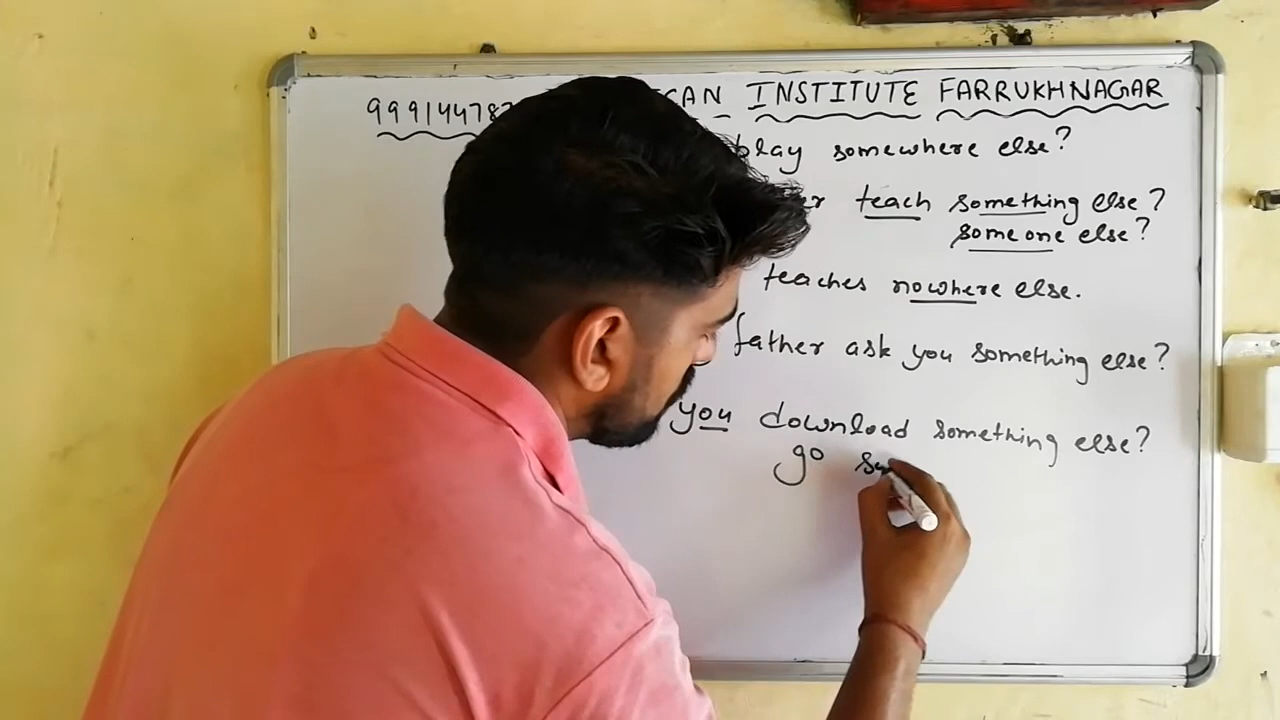 INSTITUTE FARRUKHNAGAR
play somewhere else?
teach something else?
someone else?
teaches nowhere else.
father ask you something else?
you download something else?
go